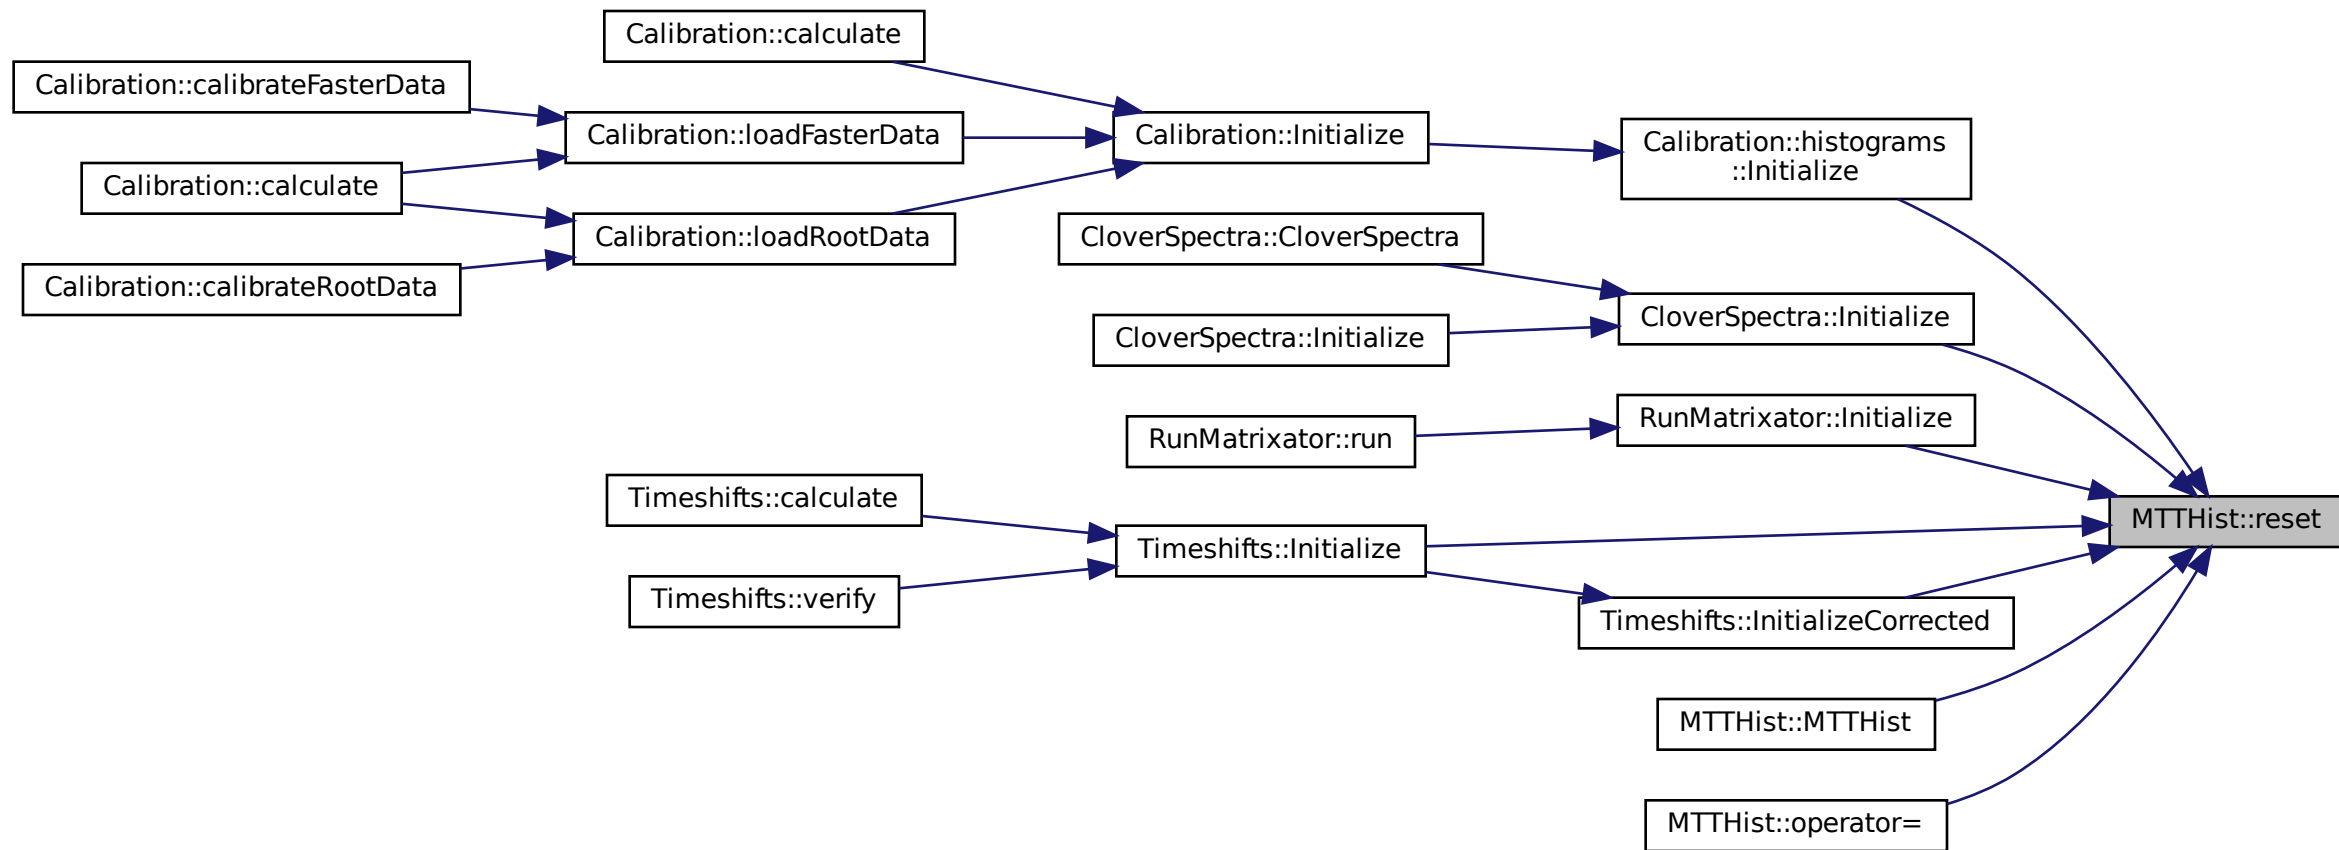 Calibration::calculate
Calibration::calibrateFasterData
Calibration::loadFasterData
Calibration::Initialize
Calibration::histograms
::Initialize
Calibration::calculate
Calibration::loadRootData
CloverSpectra::CloverSpectra
Calibration::calibrateRootData
CloverSpectra::Initialize
CloverSpectra::Initialize
RunMatrixator::Initialize
RunMatrixator::run
Timeshifts::calculate
MTTHist::reset
Timeshifts::Initialize
Timeshifts::verify
Timeshifts::InitializeCorrected
MTTHist::MTTHist
MTTHist::operator=